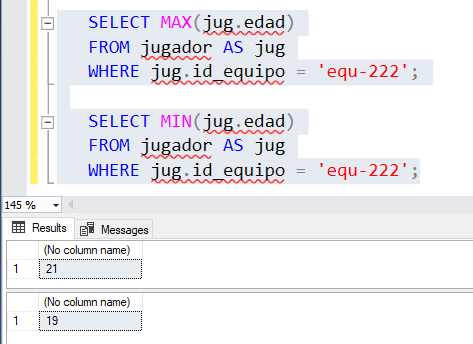 SELECT MAX(jug.edad)
FROM jugador AS jug
WHERE jug.id_equipo = 'equ-222';
SELECT MIN(jug.edad)
FROM jugador AS jug
WHERE jug.id_equipo = 'equ-222';
145 %
Results Messages
(No column name)
1 21
(No column name)
1 19